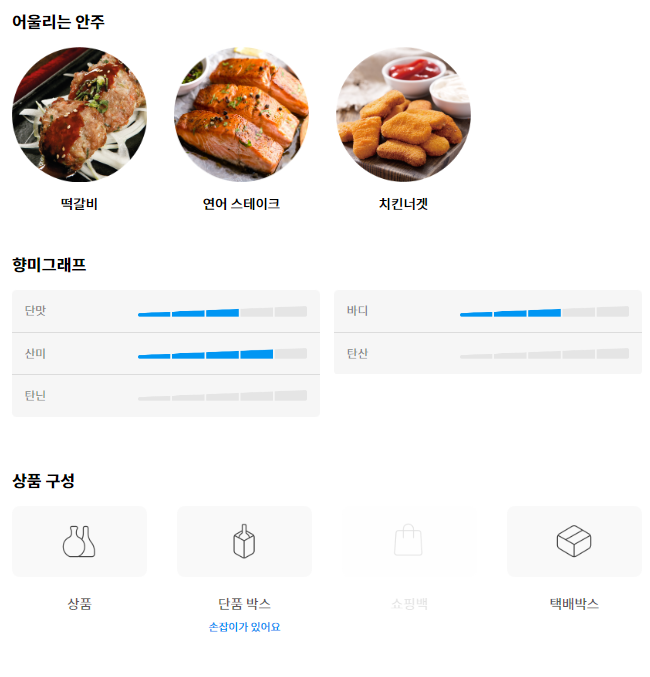 어울리는 안주
떡갈비
연어 스테이크
치킨너겟
향미그래프
단맛
바디
산미
탄산
탄닌
상품 구성
상품
단품 박스
쇼핑백
택배박스
손잡이가 있어요